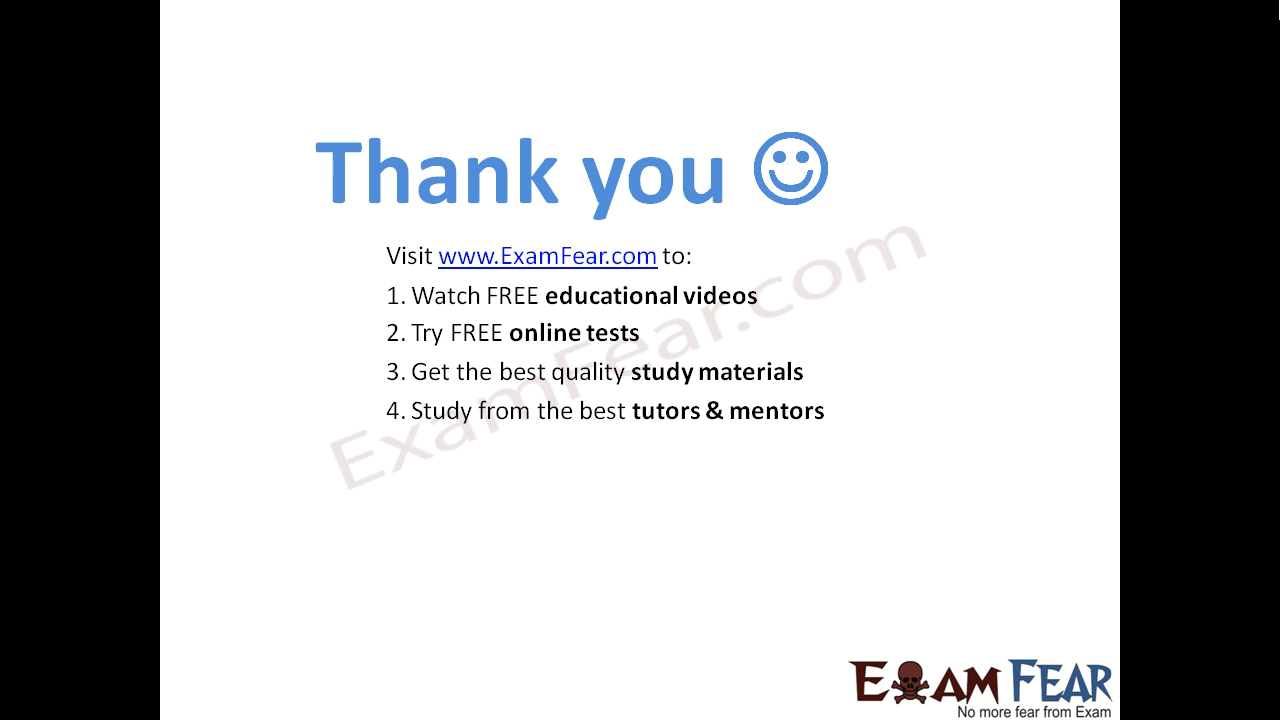 Thank you ☺
Visit www.ExamFear.com to:
1. Watch FREE educational videos
2. Try FREE online tests
3. Get the best quality study materials
4. Study from the best tutors & mentors
ExamFear.com
EXAM FEAR
No more fear from Exam